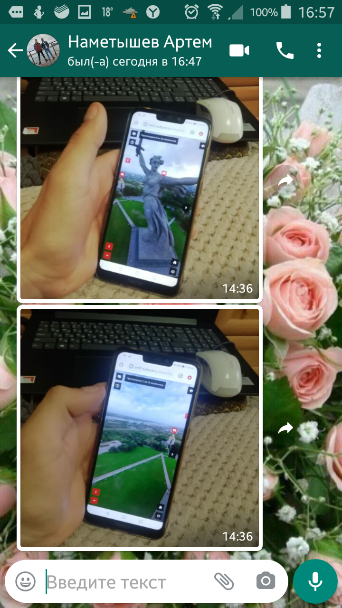 18° 100% 16:57
Наметышев Артем
был(-а) сегодня в 16:47
14:36
14:36
Введите текст